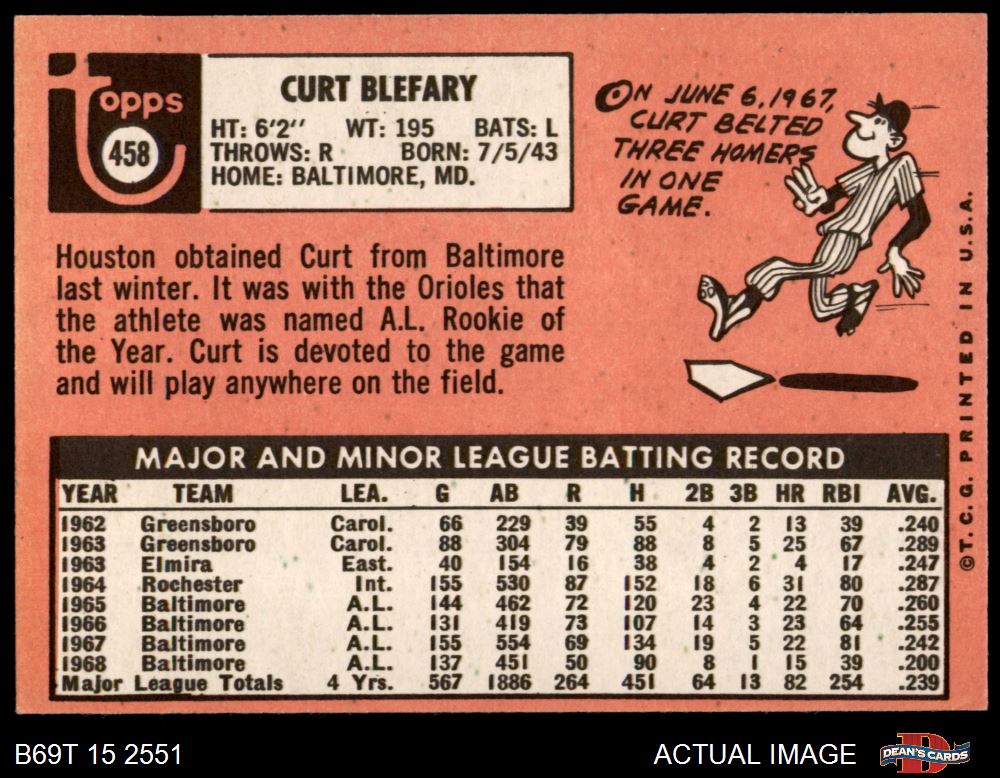 topps
458
CURT BLEFARY
HT: 6'2'' WT: 195 BATS: L
THROWS: R BORN: 7/5/43
HOME: BALTIMORE, MD.
ON JUNE 6, 1967,
CURT BELTED
THREE HOMERS
IN ONE
GAME.
Houston obtained Curt from Baltimore
last winter. It was with the Orioles that
the athlete was named A.L. Rookie of
the Year. Curt is devoted to the game
and will play anywhere on the field.
©T.C.G. PRINTED IN U.S.A.
MAJOR AND MINOR LEAGUE BATTING RECORD
YEAR TEAM LEA. G AB R H 2B 3B HR RBI AVG.
1962 Greensboro Carol. 66 229 39 55 4 2 13 39 .240
1963 Greensboro Carol. 88 304 79 88 8 5 25 67 .289
1963 Elmira East. 40 154 16 38 4 2 4 17 .247
1964 Rochester Int. 155 530 87 152 18 6 31 80 .287
1965 Baltimore A.L. 144 462 72 120 23 4 22 70 .260
1966 Baltimore A.L. 131 419 73 107 14 3 23 64 .255
1967 Baltimore A.L. 155 554 69 134 19 5 22 81 .242
1968 Baltimore A.L. 137 451 50 90 8 1 15 39 .200
Major League Totals 4 Yrs. 567 1886 264 451 64 13 82 254 .239
B69T 15 2551
ACTUAL IMAGE
D
DEAN'S CARDS